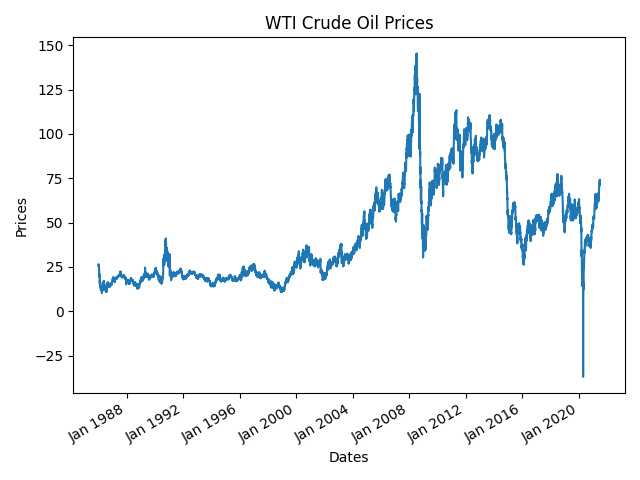 WTI Crude Oil Prices
150
125
100
75
50
25
0
−25
Prices
Jan 1988
Jan 1992
Jan 1996
Jan 2000
Jan 2004
Jan 2008
Jan 2012
Jan 2016
Jan 2020
Dates